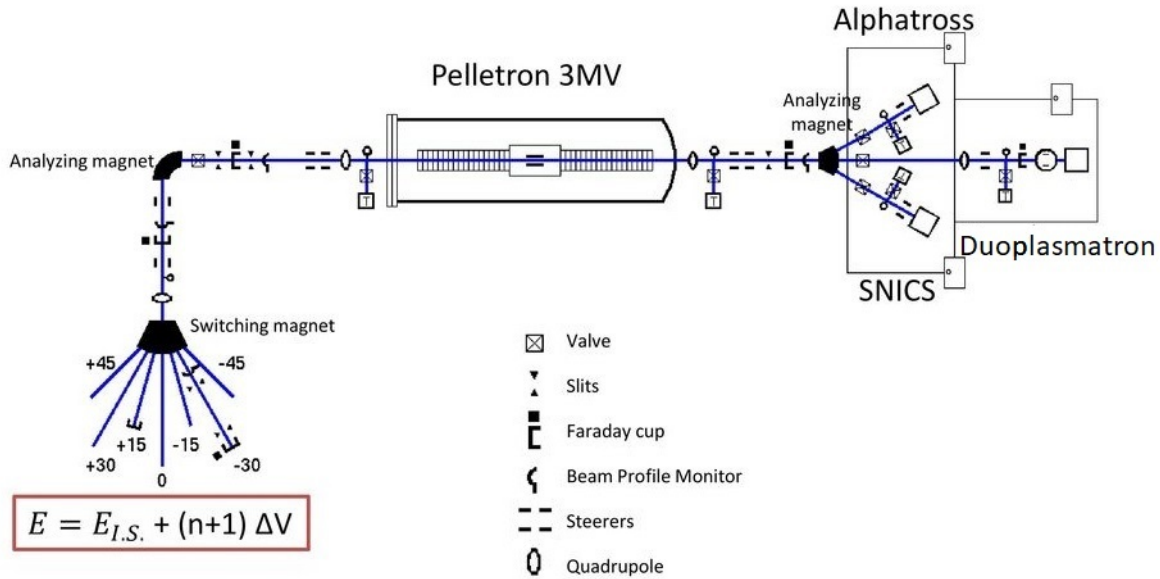 Alphatross
Pelletron 3MV
Analyzing
magnet
Analyzing magnet
T
T
T
T
Duoplasmatron
SNICS
Switching magnet
+45
-45
+15
-15
+30
-30
0
E = E_{I.S.} + (n+1) ΔV
Valve
Slits
Faraday cup
Beam Profile Monitor
Steerers
Quadrupole
T